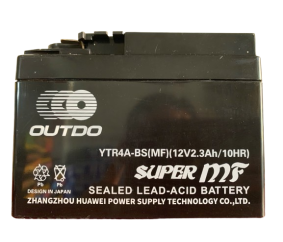 OUTDO
YTR4A-BS(MF)(12V2.3Ah/10HR)
SUPER MF
Pb Pb
DESIGN IN JAPAN
SEALED LEAD-ACID BATTERY
ZHANGZHOU HUAWEI POWER SUPPLY TECHNOLOGY CO.,LTD.